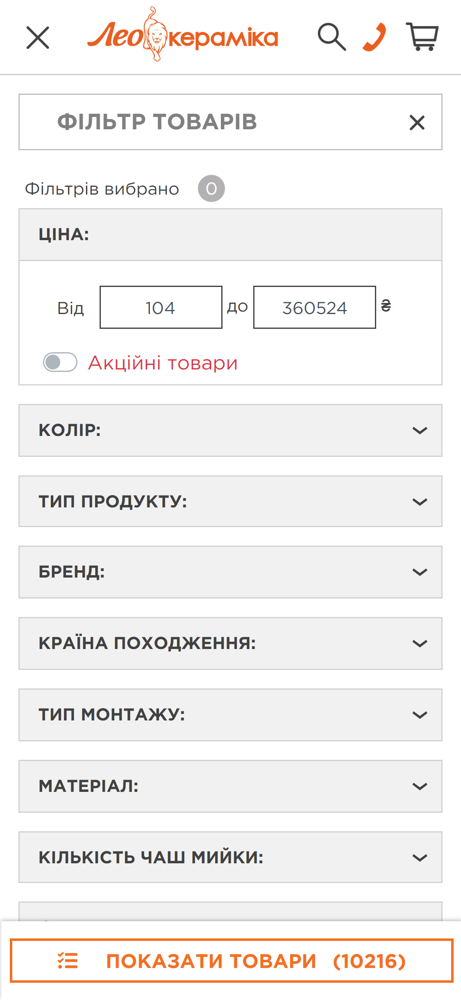 Леокераміка
ФІЛЬТР ТОВАРІВ
Фільтрів вибрано 0
ЦІНА:
Від 104 до 360524 ₴
Акційні товари
КОЛІР:
ТИП ПРОДУКТУ:
БРЕНД:
КРАЇНА ПОХОДЖЕННЯ:
ТИП МОНТАЖУ:
МАТЕРІАЛ:
КІЛЬКІСТЬ ЧАШ МИЙКИ:
ПОКАЗАТИ ТОВАРИ (10216)